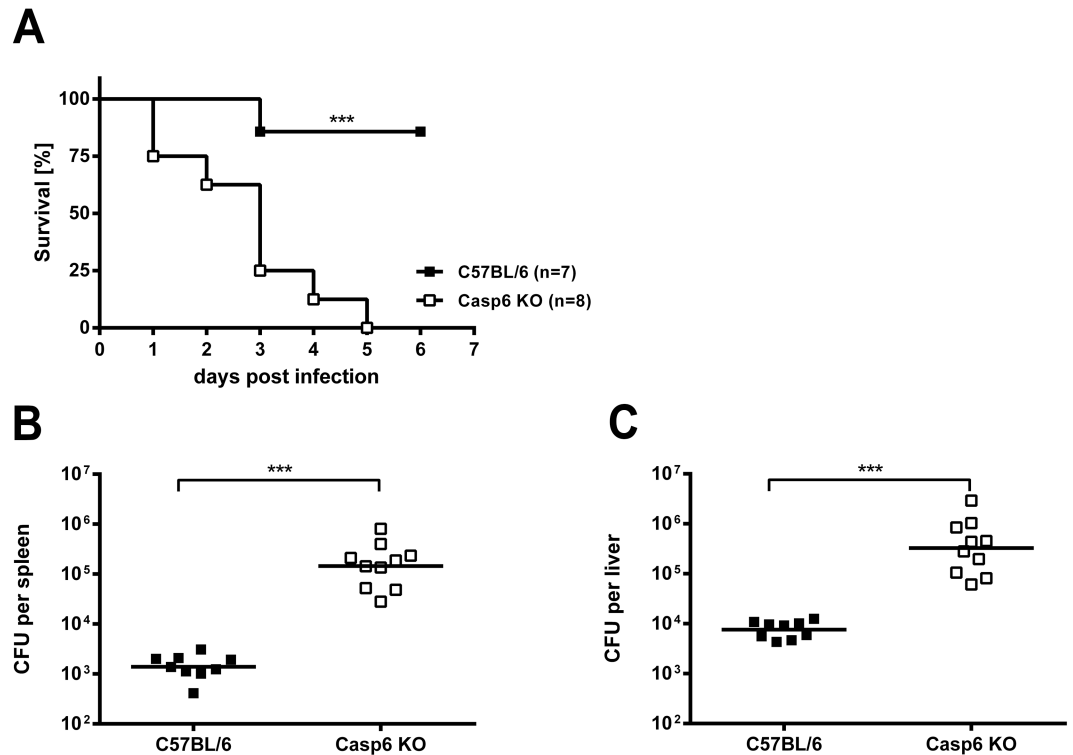 A
Survival [%]
100
75
50
25
0
***
C57BL/6 (n=7)
Casp6 KO (n=8)
0 1 2 3 4 5 6 7
days post infection
B
CFU per spleen
10⁷
10⁶
10⁵
10⁴
10³
10²
***
C57BL/6 Casp6 KO
C
CFU per liver
10⁷
10⁶
10⁵
10⁴
10³
10²
***
C57BL/6 Casp6 KO